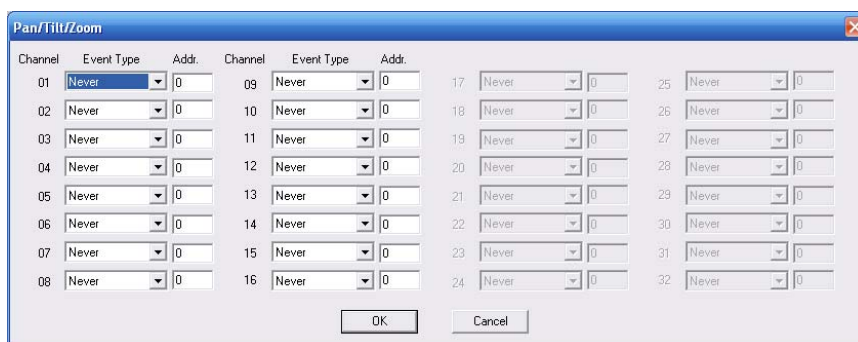 Pan/Tilt/Zoom
Channel Event Type Addr. Channel Event Type Addr.
01 Never 0 09 Never 0 17 Never 0 25 Never 0
02 Never 0 10 Never 0 18 Never 0 26 Never 0
03 Never 0 11 Never 0 19 Never 0 27 Never 0
04 Never 0 12 Never 0 20 Never 0 28 Never 0
05 Never 0 13 Never 0 21 Never 0 29 Never 0
06 Never 0 14 Never 0 22 Never 0 30 Never 0
07 Never 0 15 Never 0 23 Never 0 31 Never 0
08 Never 0 16 Never 0 24 Never 0 32 Never 0
OK Cancel